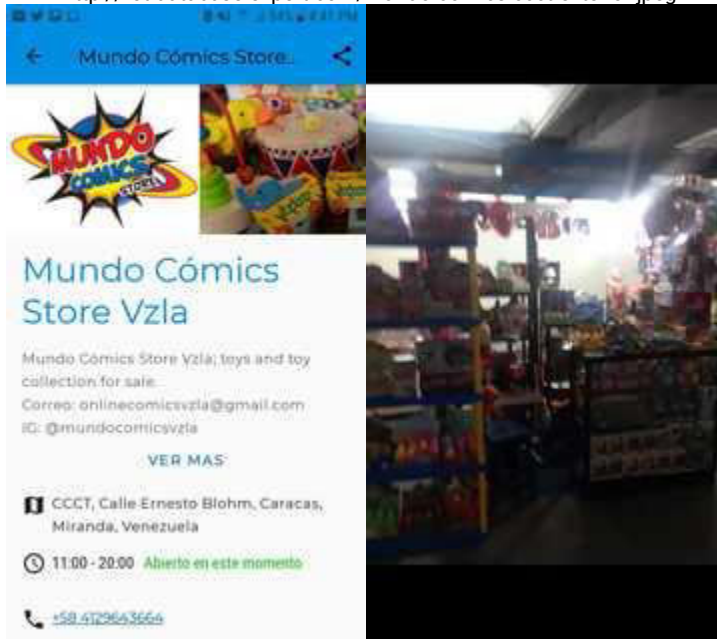 Mundo Cómics Store..
MUNDO
COMICS
STORE
Mundo Cómics
Store Vzla
Mundo Cómics Store Vzla; toys and toy
collection for sale.
Correo: onlinecomicsvzla@gmail.com
IG: @mundocomicsvzla
VER MAS
CCCT, Calle Ernesto Blohm, Caracas,
Miranda, Venezuela
11:00 - 20:00 Abierto en este momento
+58 4129643664